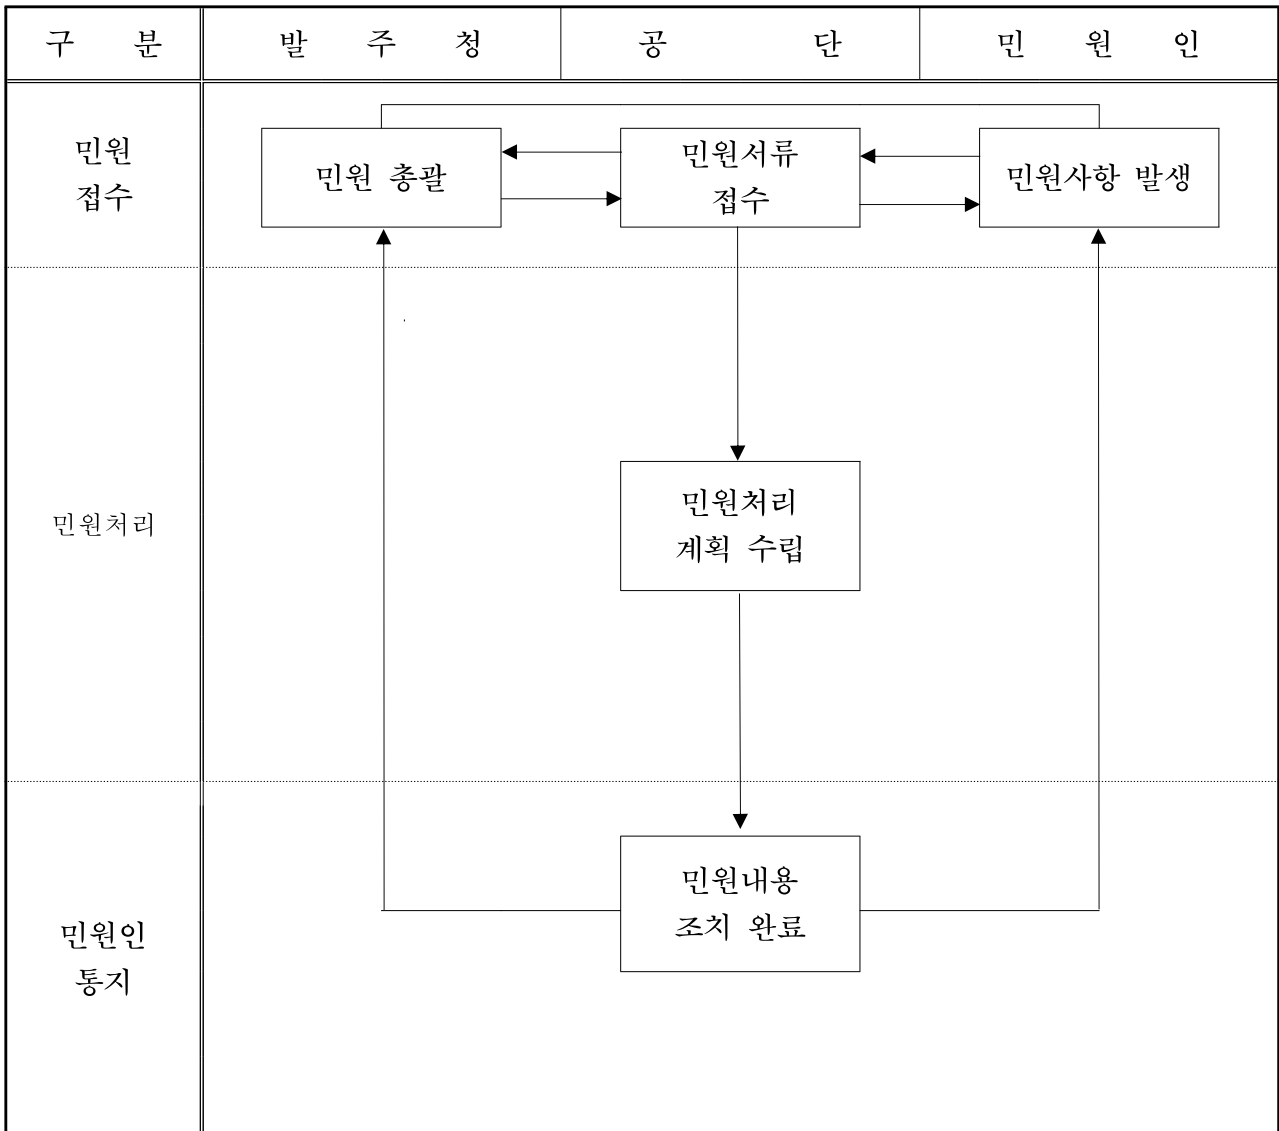 구 분 발 주 청 공 단 민 원 인
민원
접수
민원 총괄
민원서류
접수
민원사항 발생
민원처리
민원처리
계획 수립
민원인
통지
민원내용
조치 완료